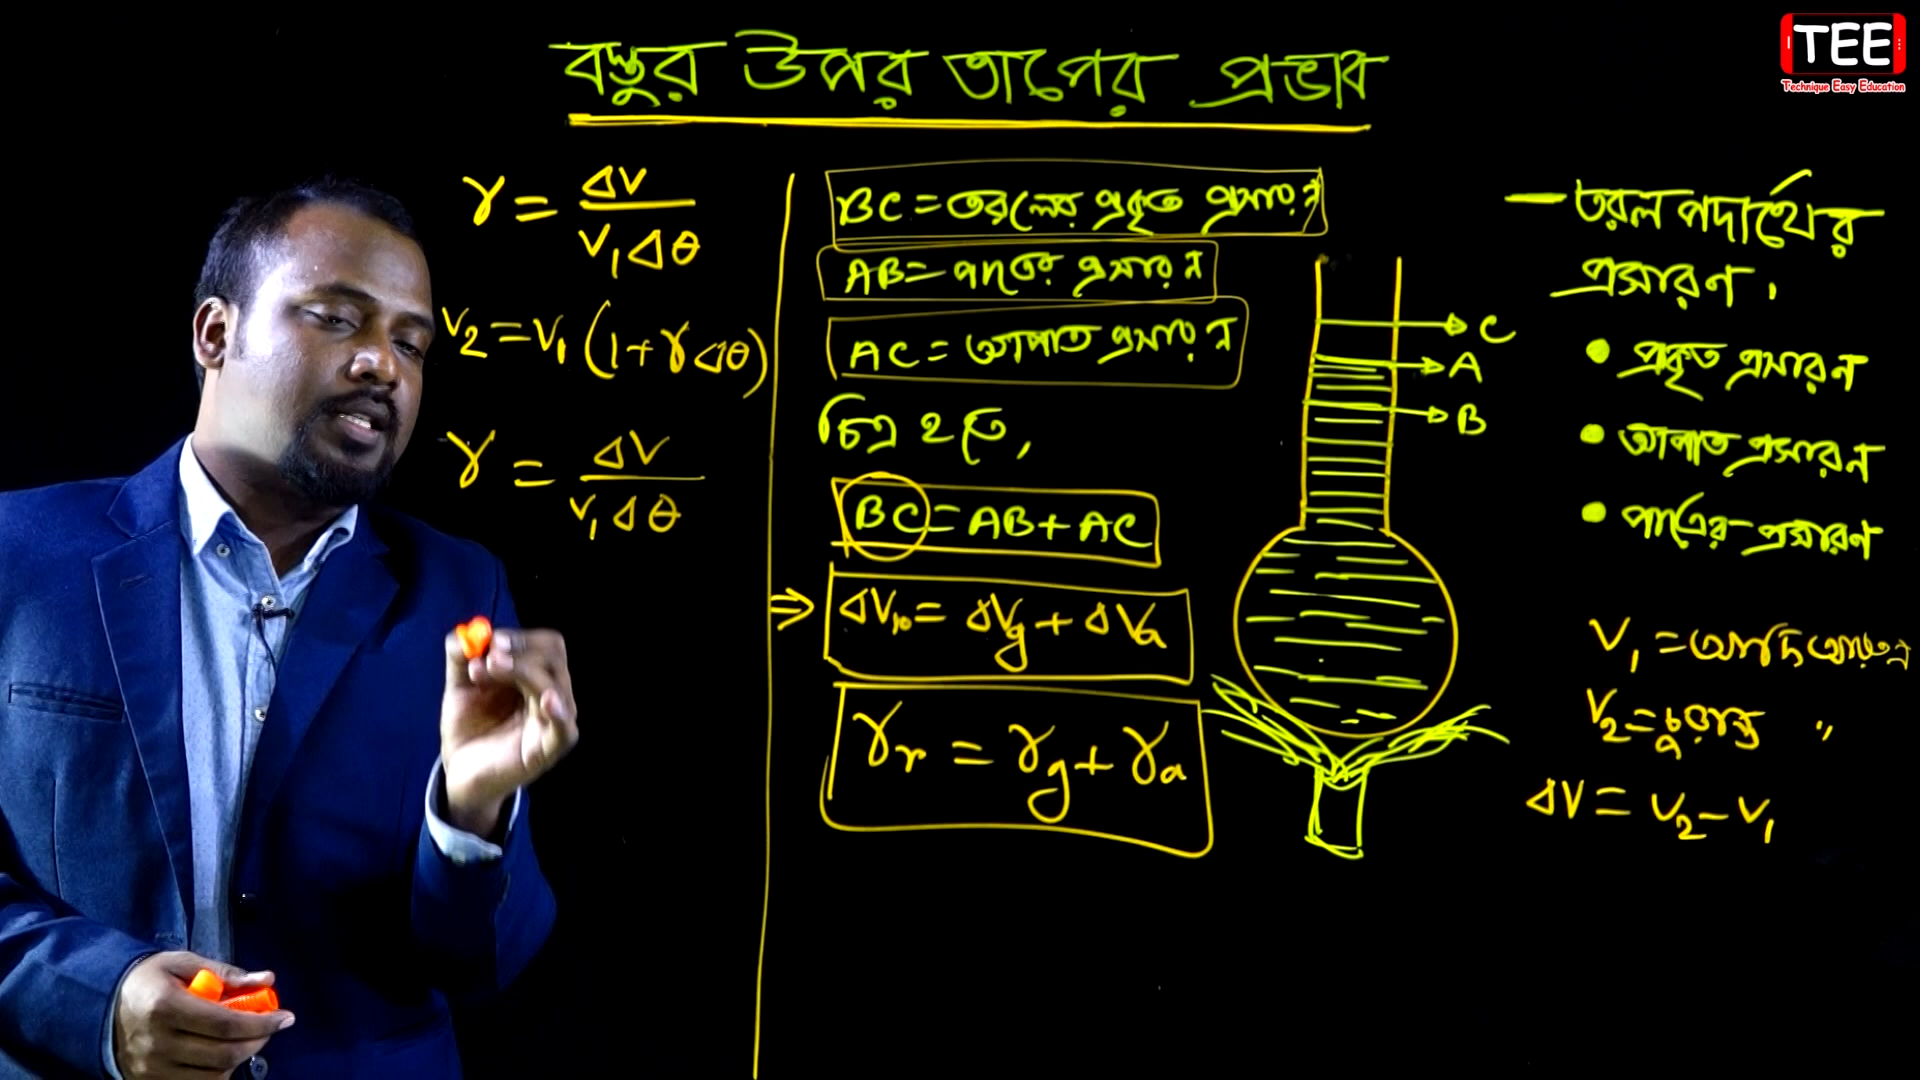 বস্তুর উপর তাপের প্রভাব
TEE
Technique Easy Education
γ = ΔV / V₁Δθ
V₂ = V₁ (1 + γΔθ)
γ = ΔV / V₁Δθ
BC = তরলের প্রকৃত প্রসারণ
AB = পাত্রের প্রসারণ
AC = আপাত প্রসারণ
চিত্র হতে,
BC = AB + AC
⇒ ΔVr = ΔVg + ΔVa
γr = γg + γa
C
A
B
– তরল পদার্থের
প্রসারণ।
• প্রকৃত প্রসারণ
• আপাত প্রসারণ
• পাত্রের প্রসারণ
V₁ = আদি আয়তন
V₂ = চূড়ান্ত "
ΔV = V₂ – V₁